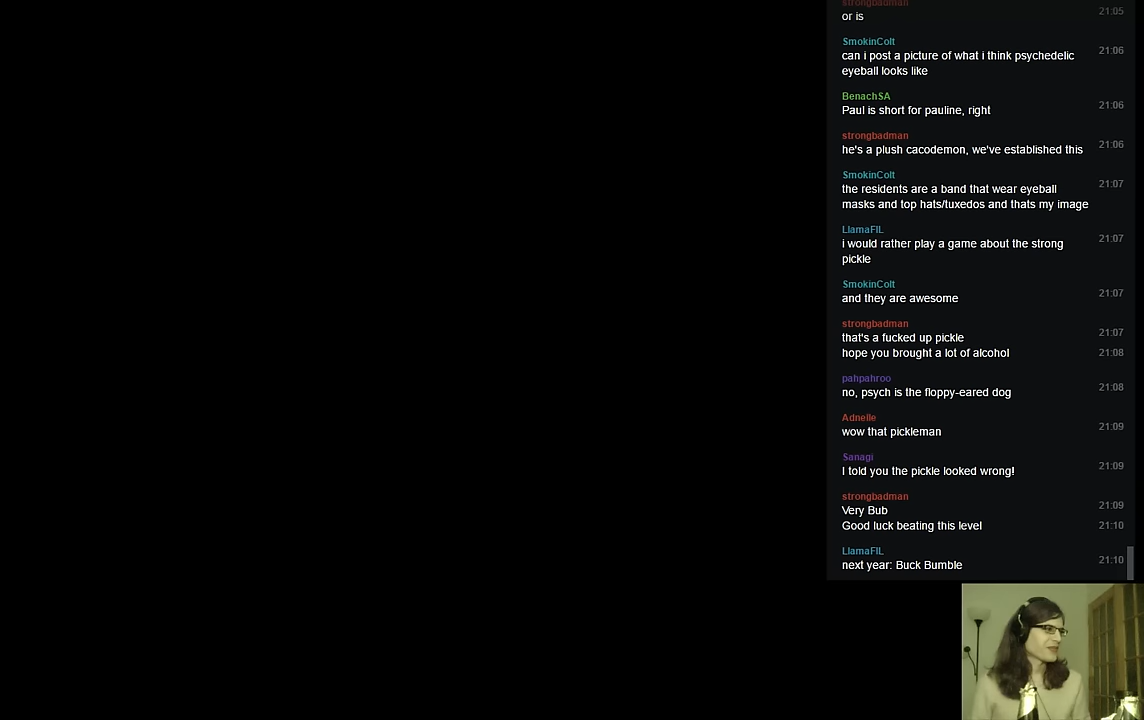 strongbadman
or is 21:05
SmokinColt
can i post a picture of what i think psychedelic 21:06
eyeball looks like
BenachSA
Paul is short for pauline, right 21:06
strongbadman
he's a plush cacodemon, we've established this 21:06
SmokinColt
the residents are a band that wear eyeball 21:07
masks and top hats/tuxedos and thats my image
LlamaFIL
i would rather play a game about the strong 21:07
pickle
SmokinColt
and they are awesome 21:07
strongbadman
that's a fucked up pickle 21:07
hope you brought a lot of alcohol 21:08
pahpahroo
no, psych is the floppy-eared dog 21:08
Adnelle
wow that pickleman 21:09
Sanagi
I told you the pickle looked wrong! 21:09
strongbadman
Very Bub 21:09
Good luck beating this level 21:10
LlamaFIL
next year: Buck Bumble 21:10